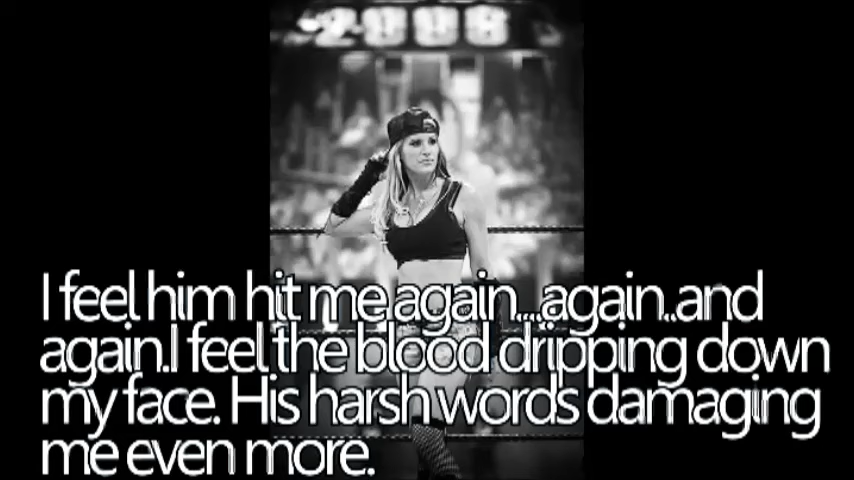 I feel him hit me again....again..and
again.I feel the blood dripping down
my face. His harsh words damaging
me even more.